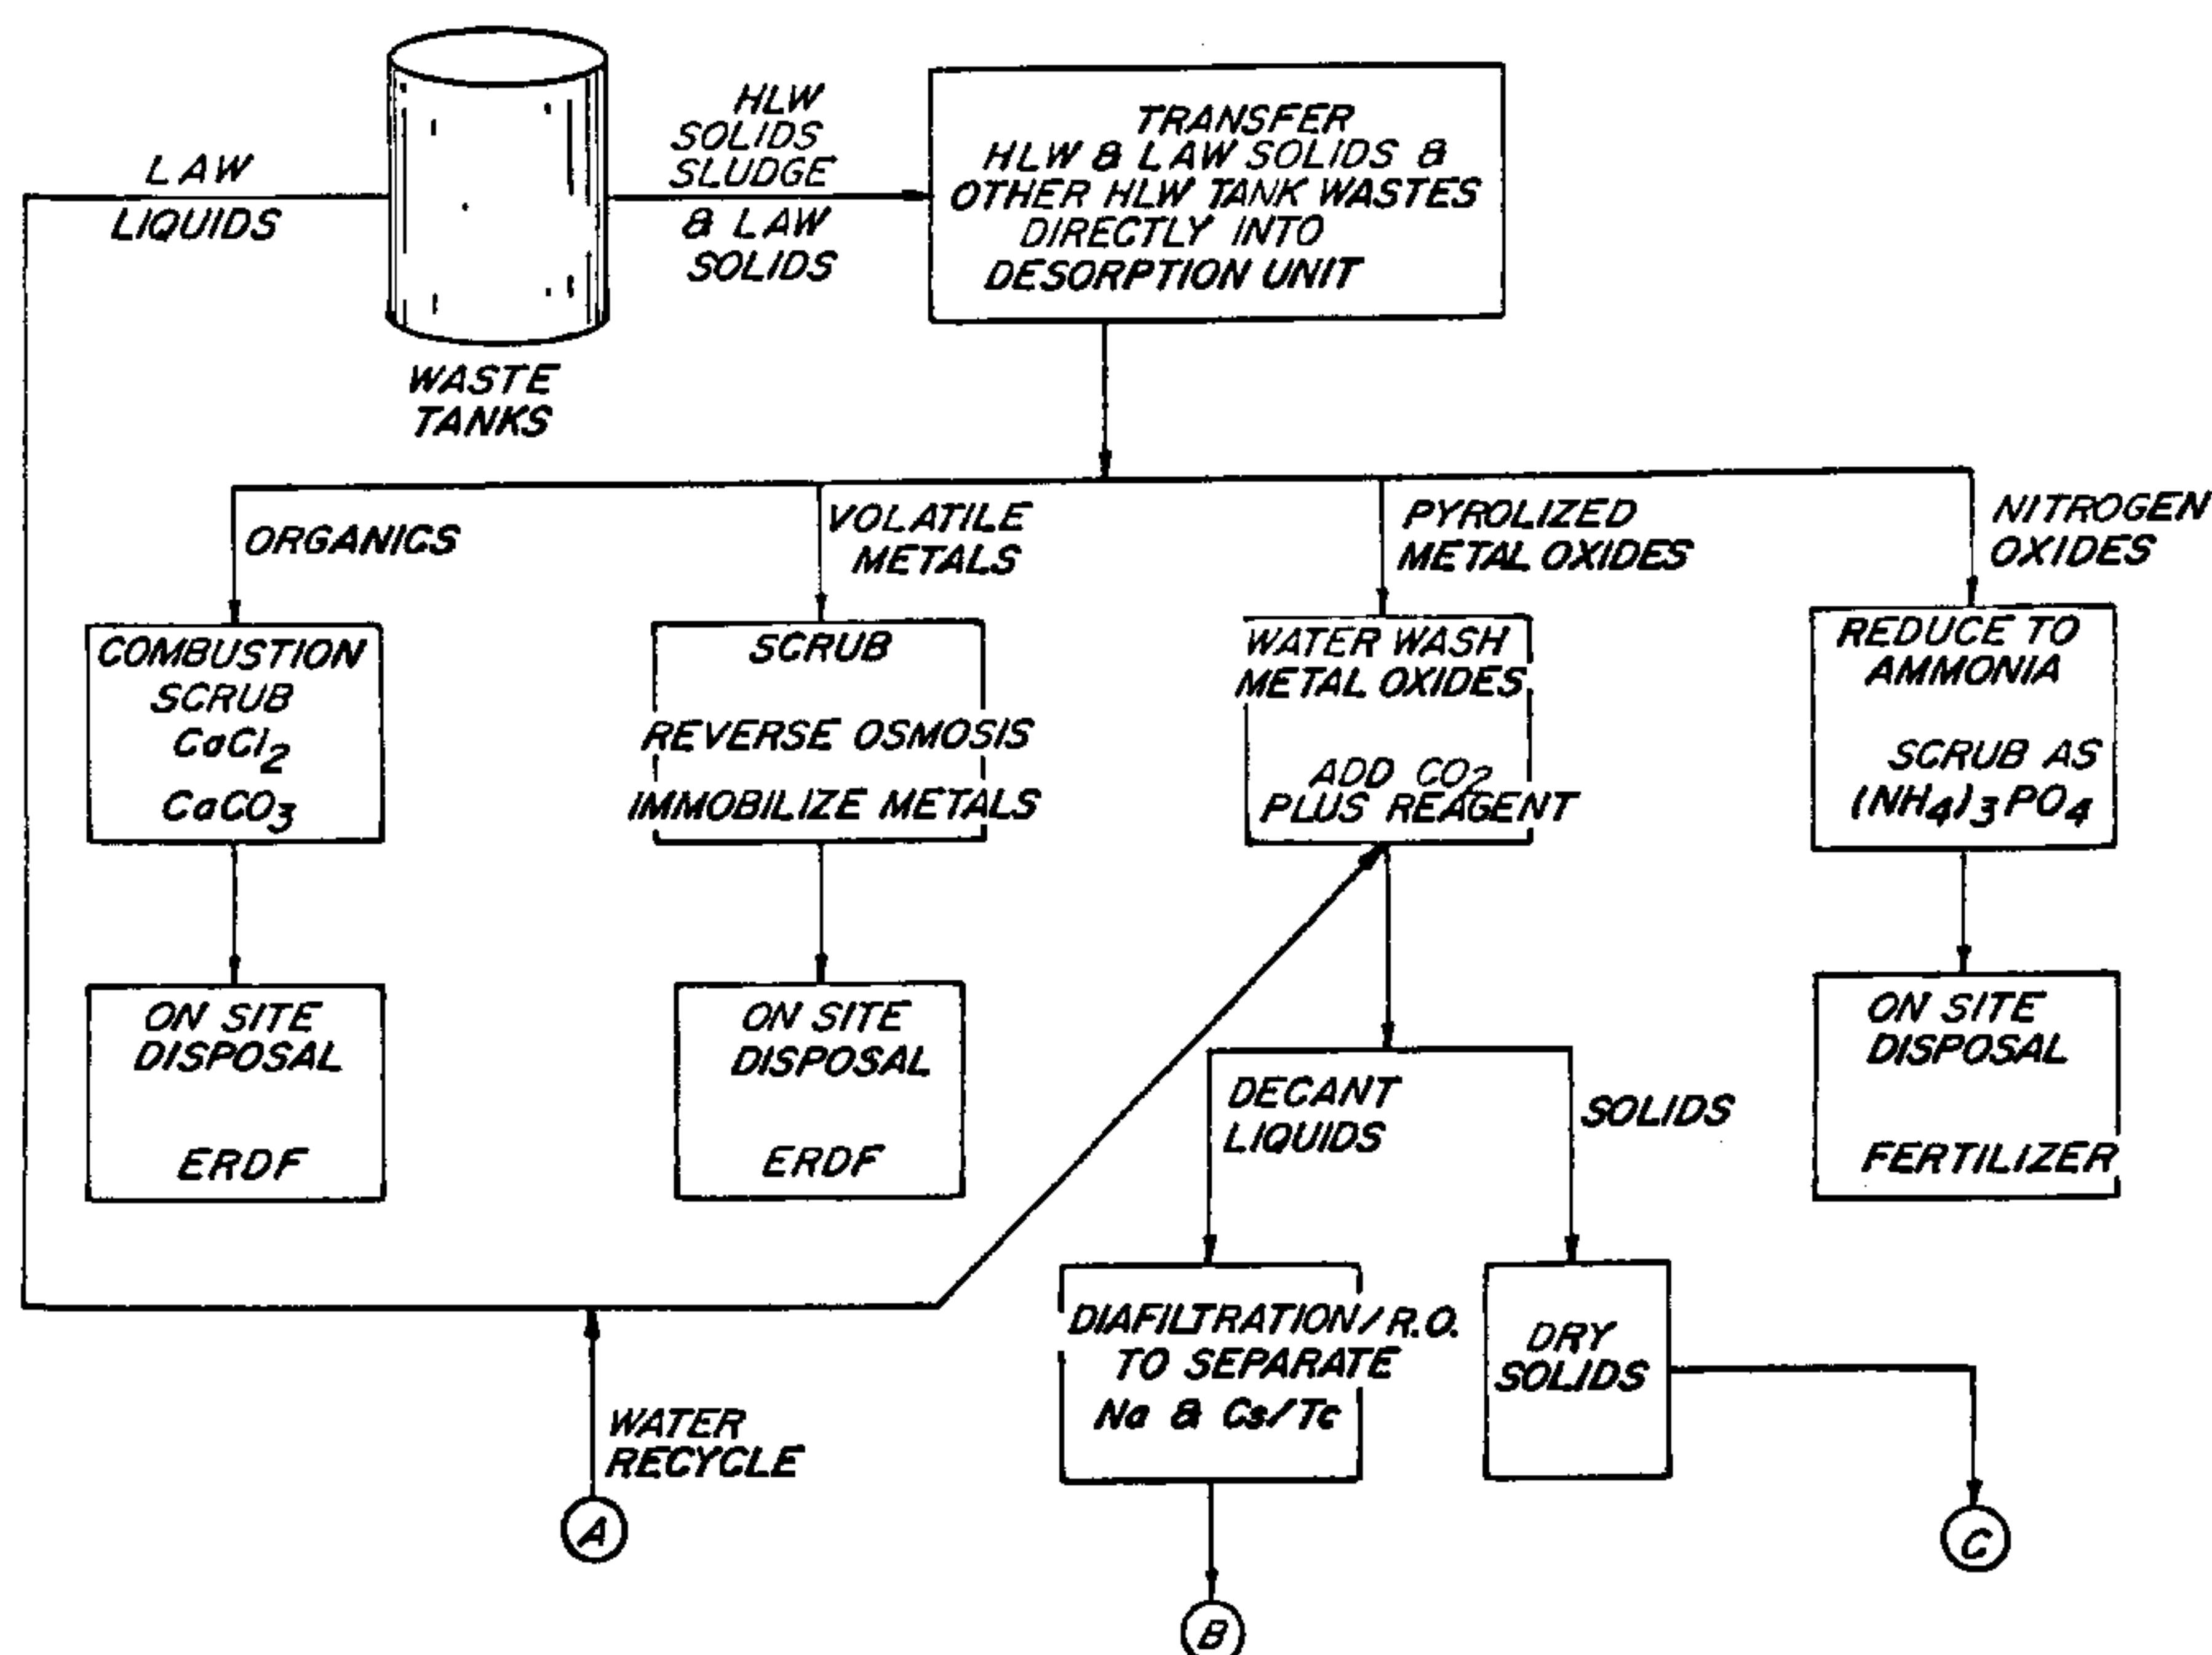 LAW
LIQUIDS
WASTE
TANKS
HLW
SOLIDS
SLUDGE
& LAW
SOLIDS
TRANSFER
HLW & LAW SOLIDS &
OTHER HLW TANK WASTES
DIRECTLY INTO
DESORPTION UNIT
ORGANICS
VOLATILE
METALS
PYROLIZED
METAL OXIDES
NITROGEN
OXIDES
COMBUSTION
SCRUB
CaCl2
CaCO3
SCRUB
REVERSE OSMOSIS
IMMOBILIZE METALS
WATER WASH
METAL OXIDES
ADD CO2
PLUS REAGENT
REDUCE TO
AMMONIA
SCRUB AS
(NH4)3PO4
ON SITE
DISPOSAL
ERDF
ON SITE
DISPOSAL
ERDF
DECANT
LIQUIDS
SOLIDS
ON SITE
DISPOSAL
FERTILIZER
DIAFILTRATION/R.O.
TO SEPARATE
Na & Cs/Tc
DRY
SOLIDS
WATER
RECYCLE
A
B
C